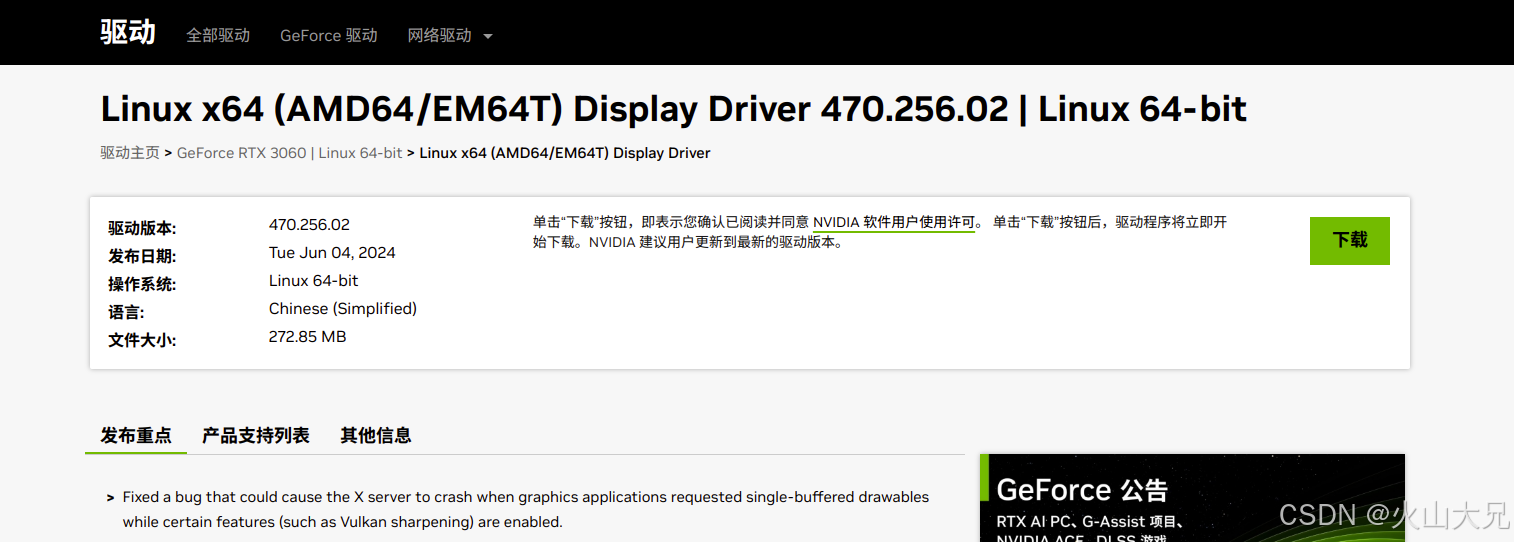 驱动 全部驱动 GeForce 驱动 网络驱动
Linux x64 (AMD64/EM64T) Display Driver 470.256.02 | Linux 64-bit
驱动主页 > GeForce RTX 3060 | Linux 64-bit > Linux x64 (AMD64/EM64T) Display Driver
驱动版本: 470.256.02
发布日期: Tue Jun 04, 2024
操作系统: Linux 64-bit
语言: Chinese (Simplified)
文件大小: 272.85 MB
单击“下载”按钮，即表示您确认已阅读并同意 NVIDIA 软件用户使用许可。 单击“下载”按钮后，驱动程序将立即开
始下载。NVIDIA 建议用户更新到最新的驱动版本。
下载
发布重点 产品支持列表 其他信息
> Fixed a bug that could cause the X server to crash when graphics applications requested single-buffered drawables
while certain features (such as Vulkan sharpening) are enabled.
GeForce 公告
RTX AI PC、G-Assist 项目、
NVIDIA ACE、DLSS 游戏
CSDN @火山大兄